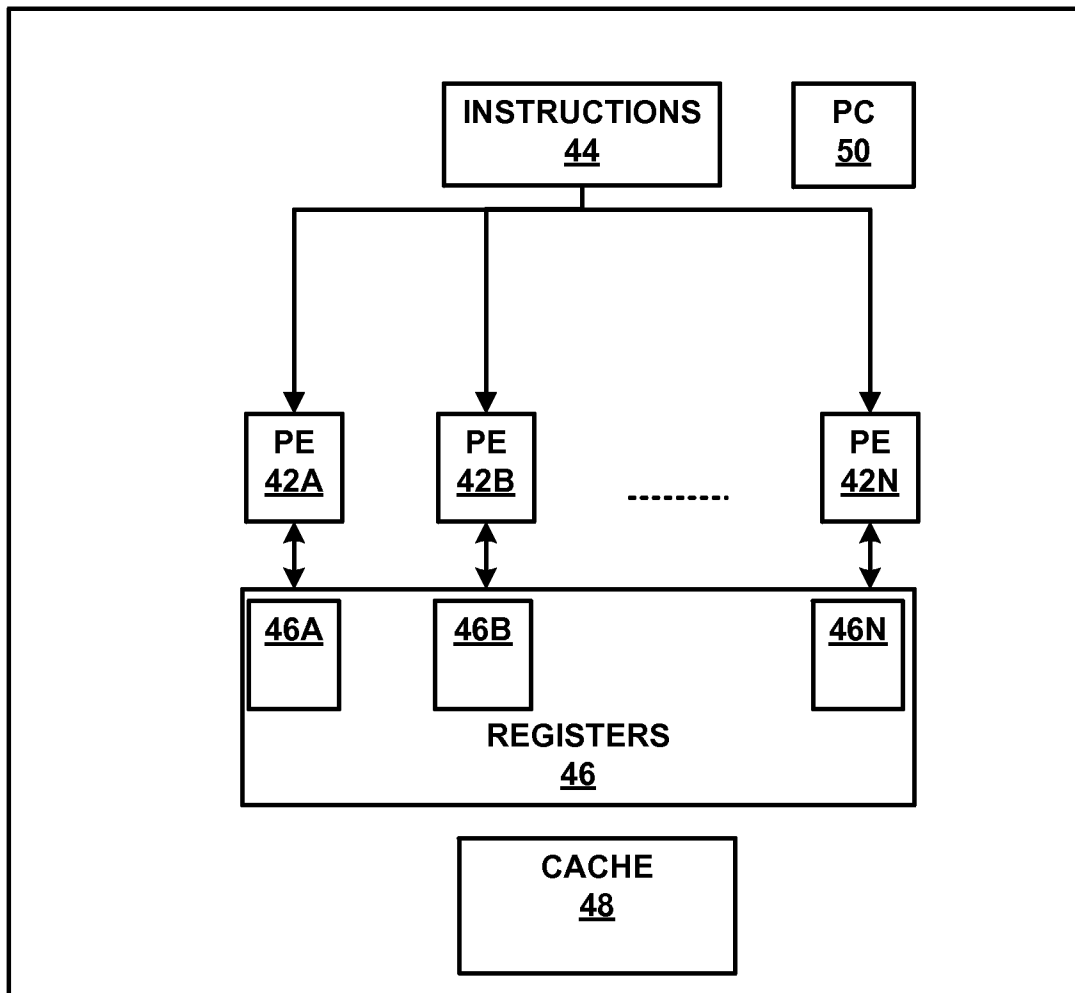 INSTRUCTIONS
44
PC
50
PE
42A
PE
42B
PE
42N
46A
46B
46N
REGISTERS
46
CACHE
48